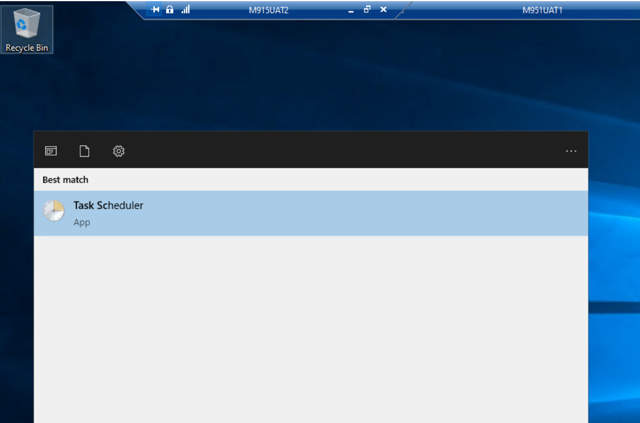 M915UAT2
M951UAT1
Recycle Bin
Best match
Task Scheduler
App